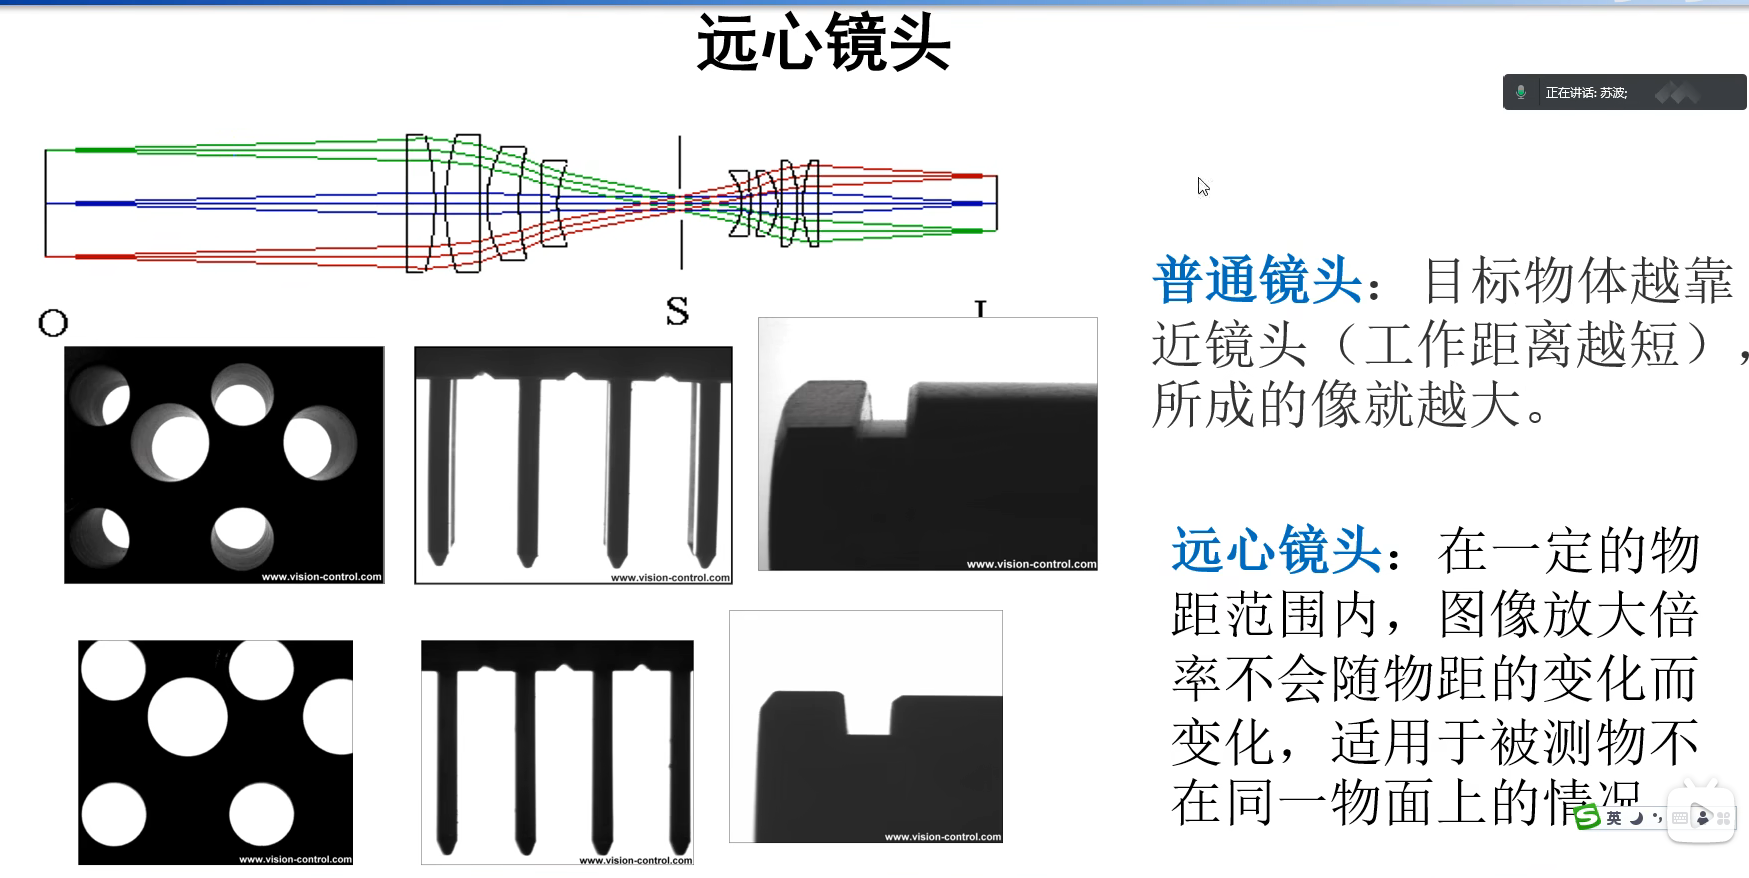 远心镜头
正在讲话: 苏波;
O
S
I
普通镜头：目标物体越靠
近镜头（工作距离越短），
所成的像就越大。
www.vision-control.com
www.vision-control.com
www.vision-control.com
远心镜头：在一定的物
距范围内，图像放大倍
率不会随物距的变化而
变化，适用于被测物不
在同一物面上的情况
www.vision-control.com
www.vision-control.com
www.vision-control.com
S英